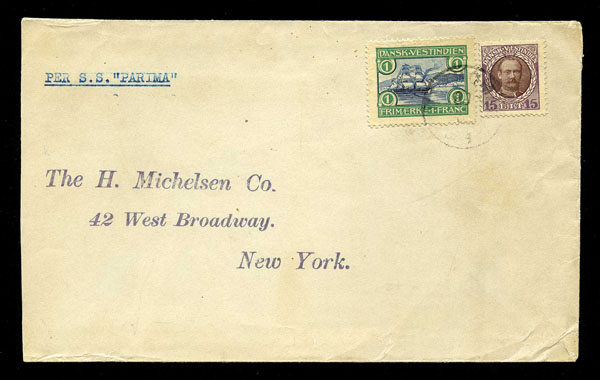 PER S.S. "PARIMA"
DANSK-VESTINDIEN
1 1
1 1
FRIMÆRKE 1 FRANC
DANSK-VESTINDIEN
15 BIT 15
The H. Michelsen Co.
42 West Broadway.
New York.